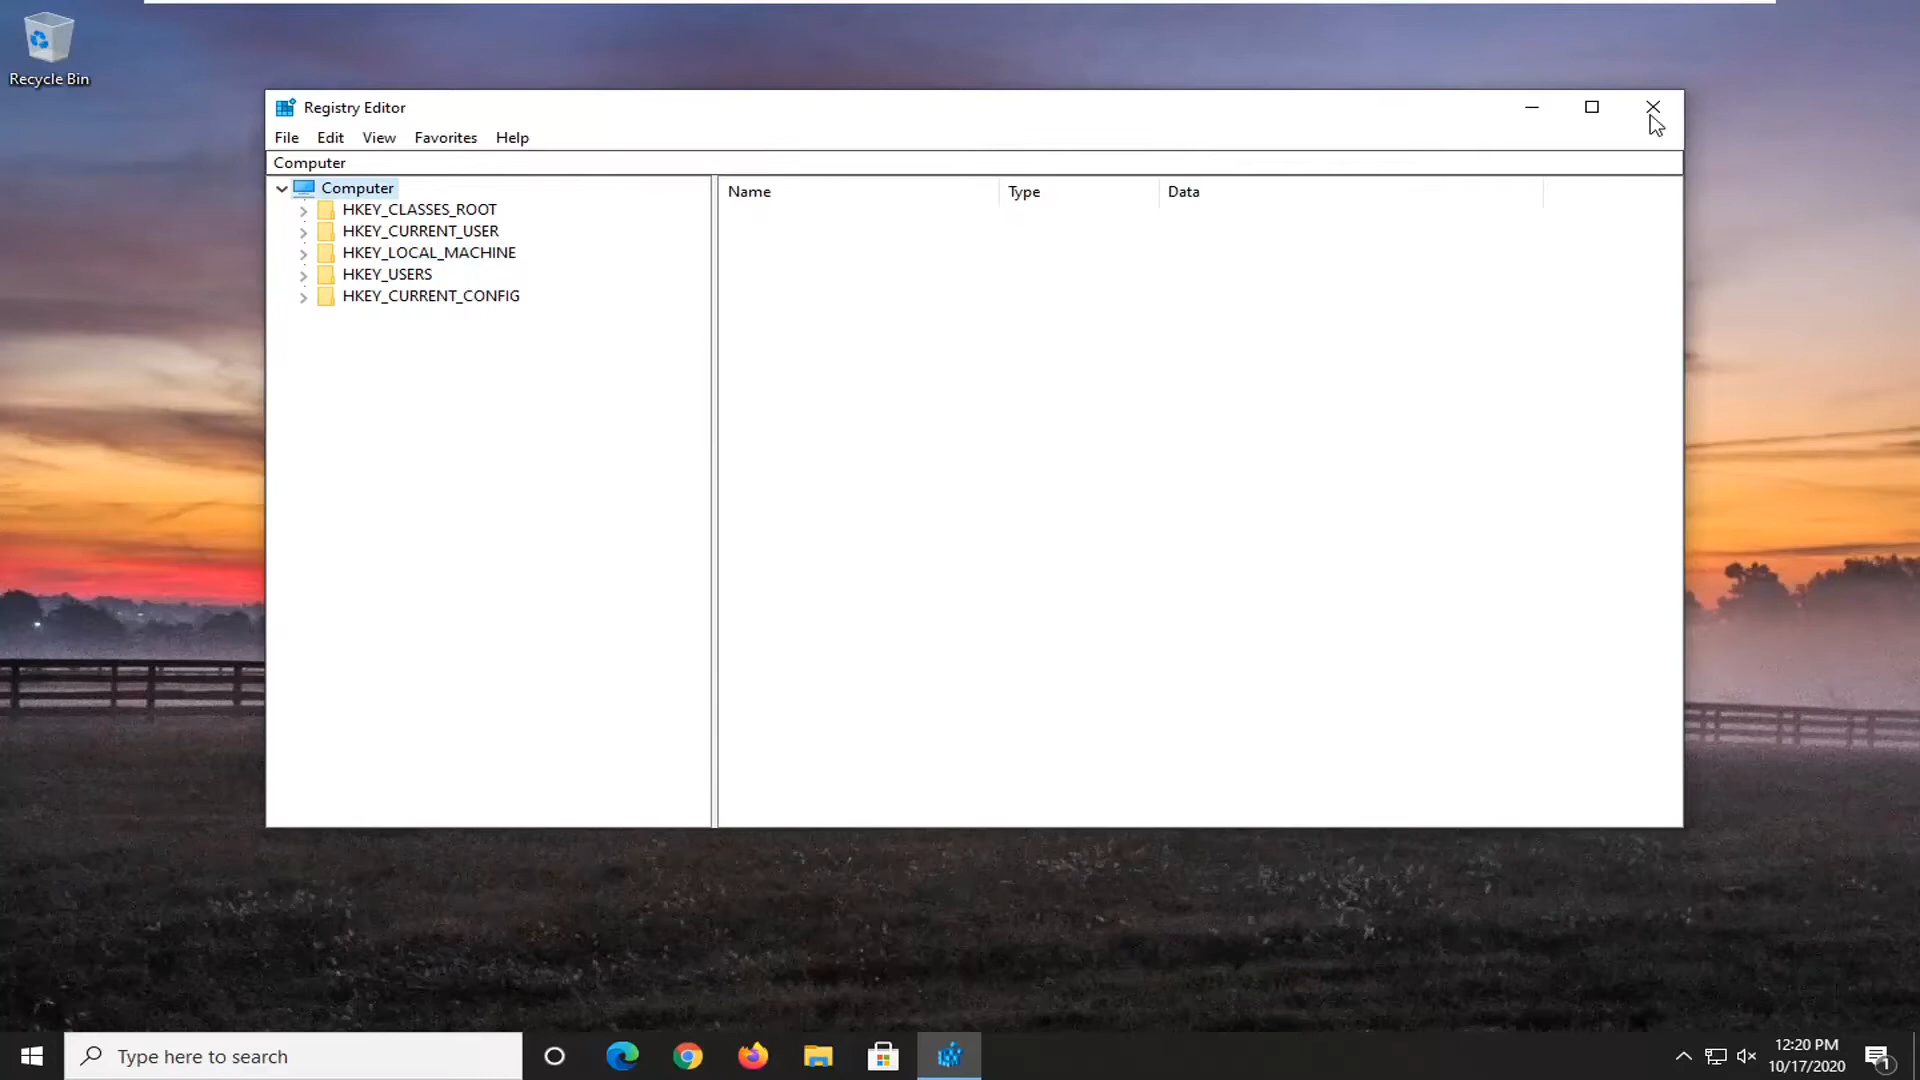 Recycle Bin
Registry Editor
File Edit View Favorites Help
Computer
Computer
HKEY_CLASSES_ROOT
HKEY_CURRENT_USER
HKEY_LOCAL_MACHINE
HKEY_USERS
HKEY_CURRENT_CONFIG
Name Type Data
Type here to search
12:20 PM
10/17/2020
1